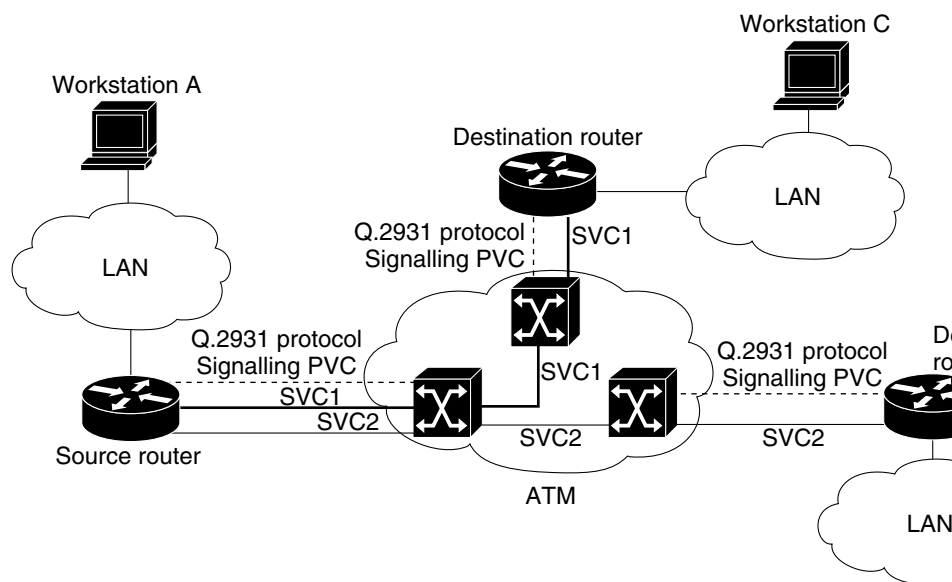 Workstation C
Workstation A
Destination router
LAN
Q.2931 protocol
Signalling PVC
SVC1
LAN
Q.2931 protocol
Signalling PVC
SVC1
Q.2931 protocol
Signalling PVC
SVC1
SVC2
SVC2
SVC2
Source router
ATM
LAN